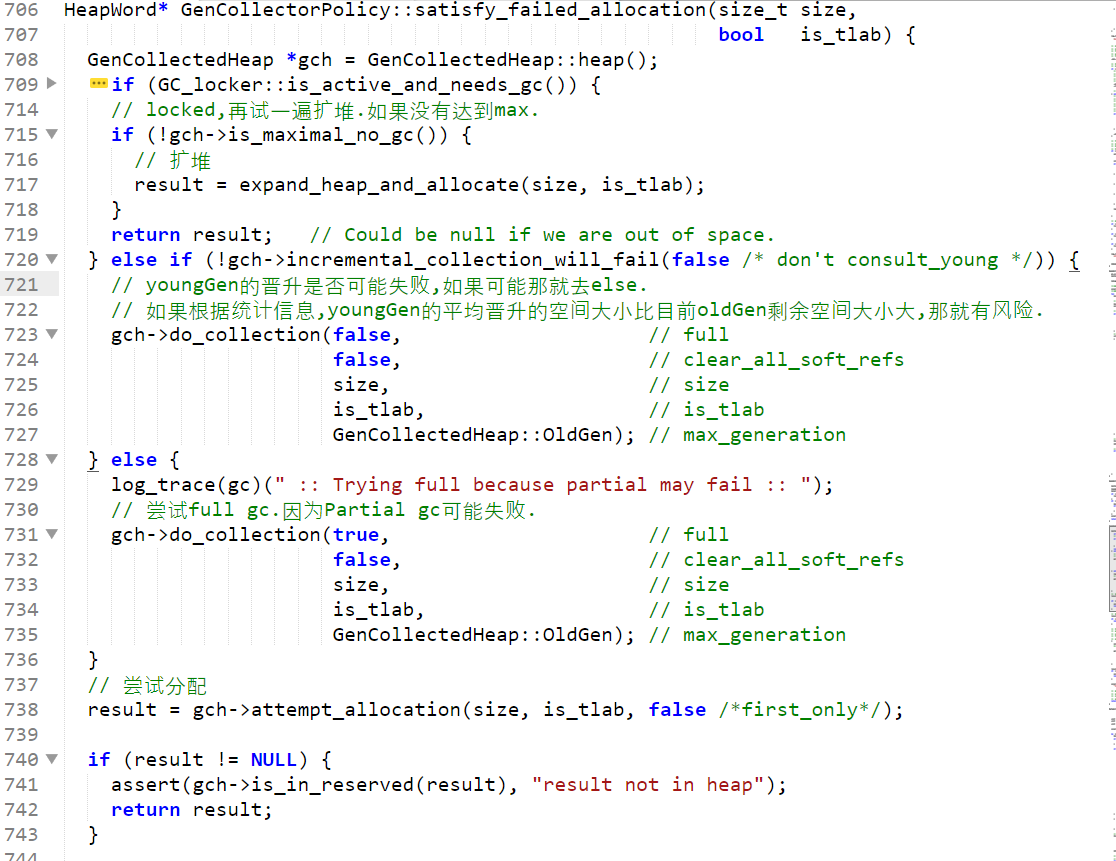 706 HeapWord* GenCollectorPolicy::satisfy_failed_allocation(size_t size,
707 bool is_tlab) {
708 GenCollectedHeap *gch = GenCollectedHeap::heap();
709 if (GC_locker::is_active_and_needs_gc()) {
714 // locked,再试一遍扩堆.如果没有达到max.
715 if (!gch->is_maximal_no_gc()) {
716 // 扩堆
717 result = expand_heap_and_allocate(size, is_tlab);
718 }
719 return result; // Could be null if we are out of space.
720 } else if (!gch->incremental_collection_will_fail(false /* don't consult_young */)) {
721 // youngGen的晋升是否可能失败,如果可能那就去else.
722 // 如果根据统计信息,youngGen的平均晋升的空间大小比目前oldGen剩余空间大小大,那就有风险.
723 gch->do_collection(false, // full
724 false, // clear_all_soft_refs
725 size, // size
726 is_tlab, // is_tlab
727 GenCollectedHeap::OldGen); // max_generation
728 } else {
729 log_trace(gc)(" :: Trying full because partial may fail :: ");
730 // 尝试full gc.因为Partial gc可能失败.
731 gch->do_collection(true, // full
732 false, // clear_all_soft_refs
733 size, // size
734 is_tlab, // is_tlab
735 GenCollectedHeap::OldGen); // max_generation
736 }
737 // 尝试分配
738 result = gch->attempt_allocation(size, is_tlab, false /*first_only*/);
739
740 if (result != NULL) {
741 assert(gch->is_in_reserved(result), "result not in heap");
742 return result;
743 }
744